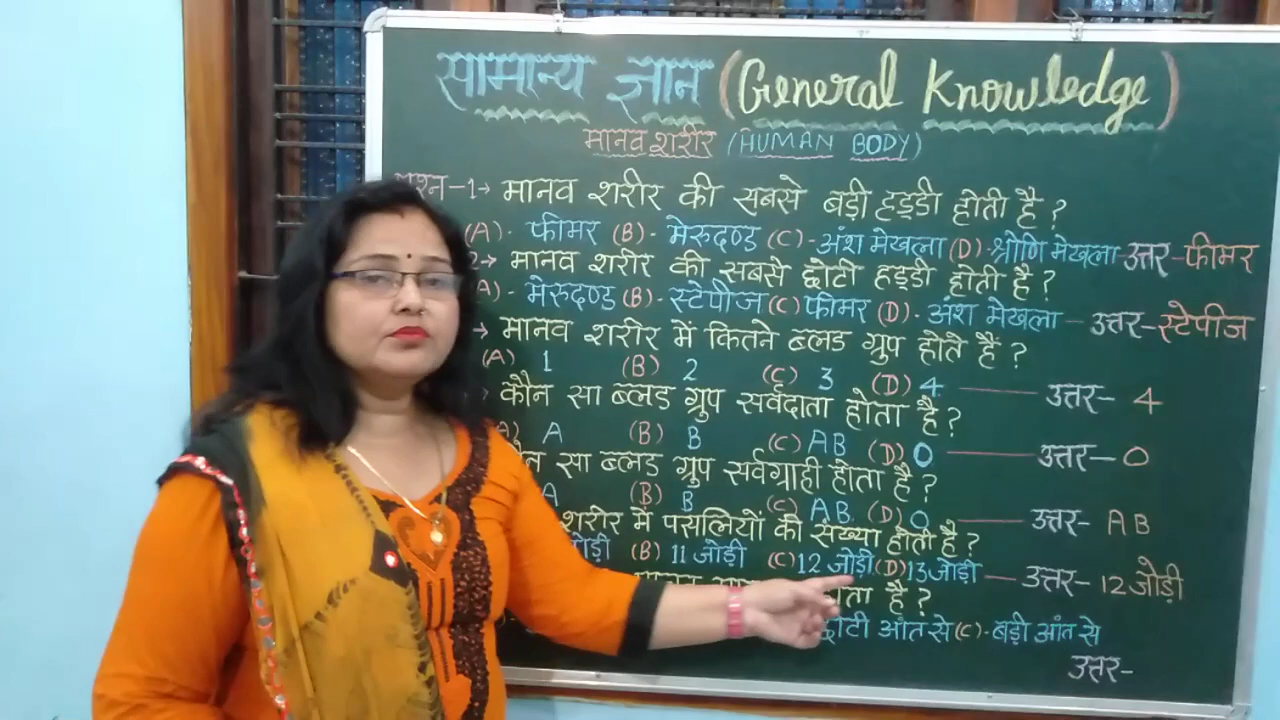 सामान्य ज्ञान (General Knowledge)
मानव शरीर (HUMAN BODY)
प्रश्न-1→ मानव शरीर की सबसे बड़ी हड्डी होती है ?
(A)- फीमर (B)- मेरुदण्ड (C)- अंश मेखला (D)- श्रोणि मेखला उत्तर-फीमर
2→ मानव शरीर की सबसे छोटी हड्डी होती है ?
A)- मेरुदण्ड (B)- स्टेपीज (C) फीमर (D)- अंश मेखला – उत्तर-स्टेपीज
→ मानव शरीर में कितने ब्लड ग्रुप होते हैं ?
(A) 1 (B) 2 (C) 3 (D) 4 — उत्तर- 4
कौन सा ब्लड ग्रुप सर्वदाता होता है ?
A) A (B) B (C) AB (D) O — उत्तर- O
सा ब्लड ग्रुप सर्वग्राही होता है ?
A (B) B (C) AB (D) O — उत्तर- AB
शरीर में पसलियों की संख्या होती है ?
जोड़ी (B) 11 जोड़ी (C) 12 जोड़ी (D) 13 जोड़ी — उत्तर- 12 जोड़ी
है ?
छोटी आंत से (C)- बड़ी आंत से
उत्तर-